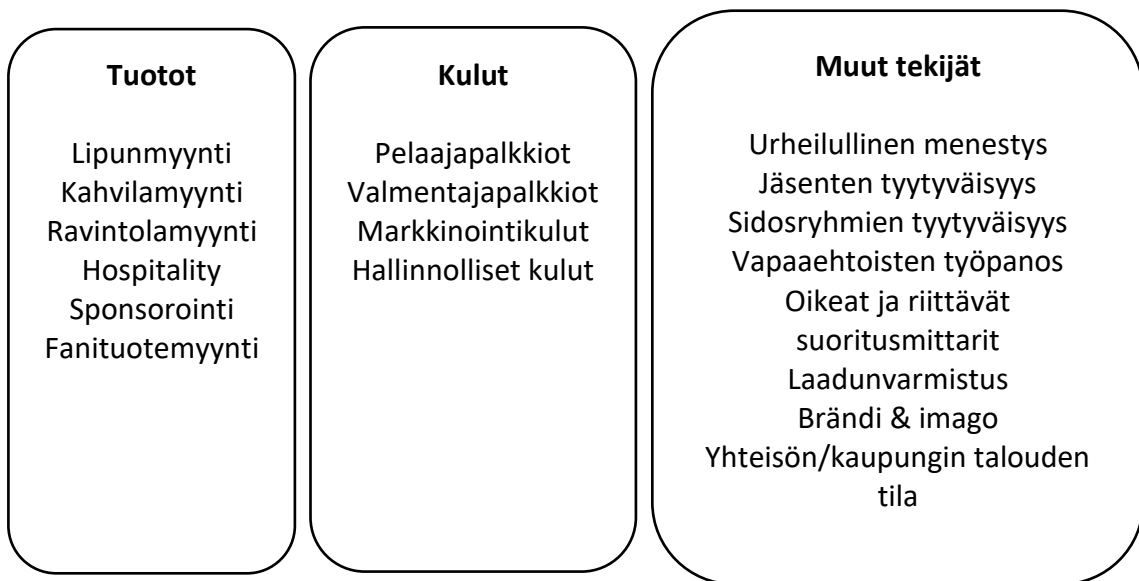 Tuotot
Lipunmyynti
Kahvilamyynti
Ravintolamyynti
Hospitality
Sponsorointi
Fanituotemyynti
Kulut
Pelaajapalkkiot
Valmentajapalkkiot
Markkinointikulut
Hallinnolliset kulut
Muut tekijät
Urheilullinen menestys
Jäsenten tyytyväisyys
Sidosryhmien tyytyväisyys
Vapaaehtoisten työpanos
Oikeat ja riittävät
suoritusmittarit
Laadunvarmistus
Brändi & imago
Yhteisön/kaupungin talouden
tila